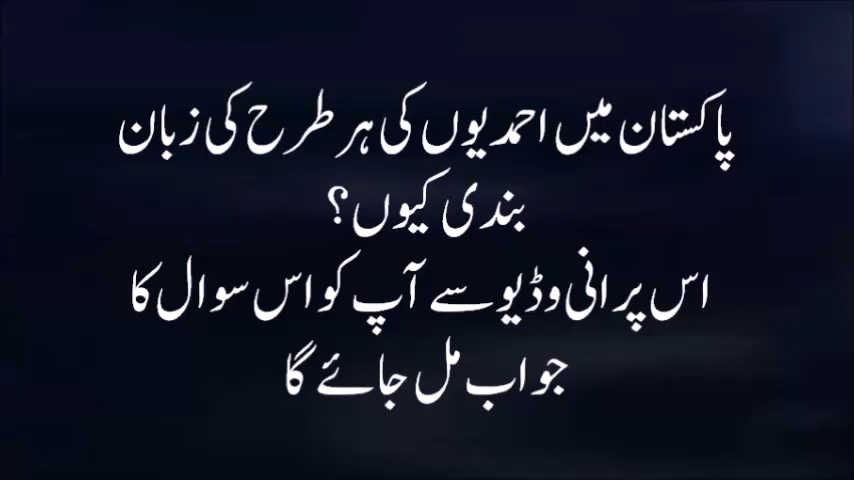 پاکستان میں احمدیوں کی ہر طرح کی زبان
بندی کیوں؟
اس پرانی وڈیو سے آپ کو اس سوال کا
جواب مل جائے گا